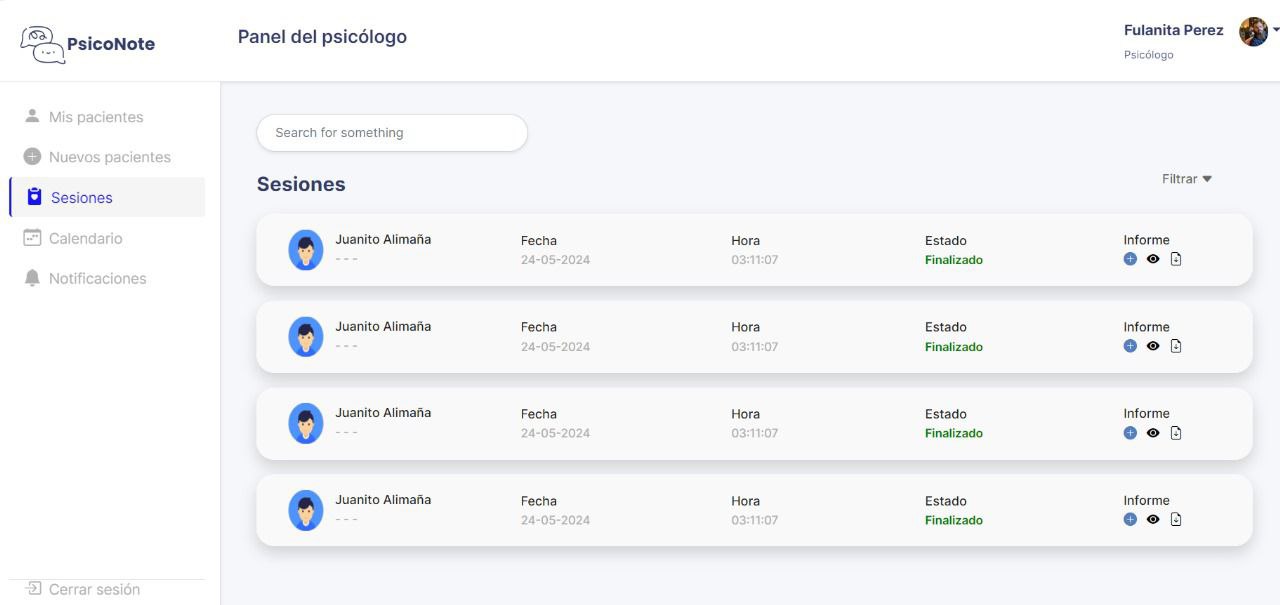 PsicoNote
Panel del psicólogo
Fulanita Perez
Psicólogo
Mis pacientes
Nuevos pacientes
Sesiones
Calendario
Notificaciones
Cerrar sesión
Search for something
Sesiones
Filtrar
Juanito Alimaña Fecha Hora Estado Informe
- - - 24-05-2024 03:11:07 Finalizado
Juanito Alimaña Fecha Hora Estado Informe
- - - 24-05-2024 03:11:07 Finalizado
Juanito Alimaña Fecha Hora Estado Informe
- - - 24-05-2024 03:11:07 Finalizado
Juanito Alimaña Fecha Hora Estado Informe
- - - 24-05-2024 03:11:07 Finalizado